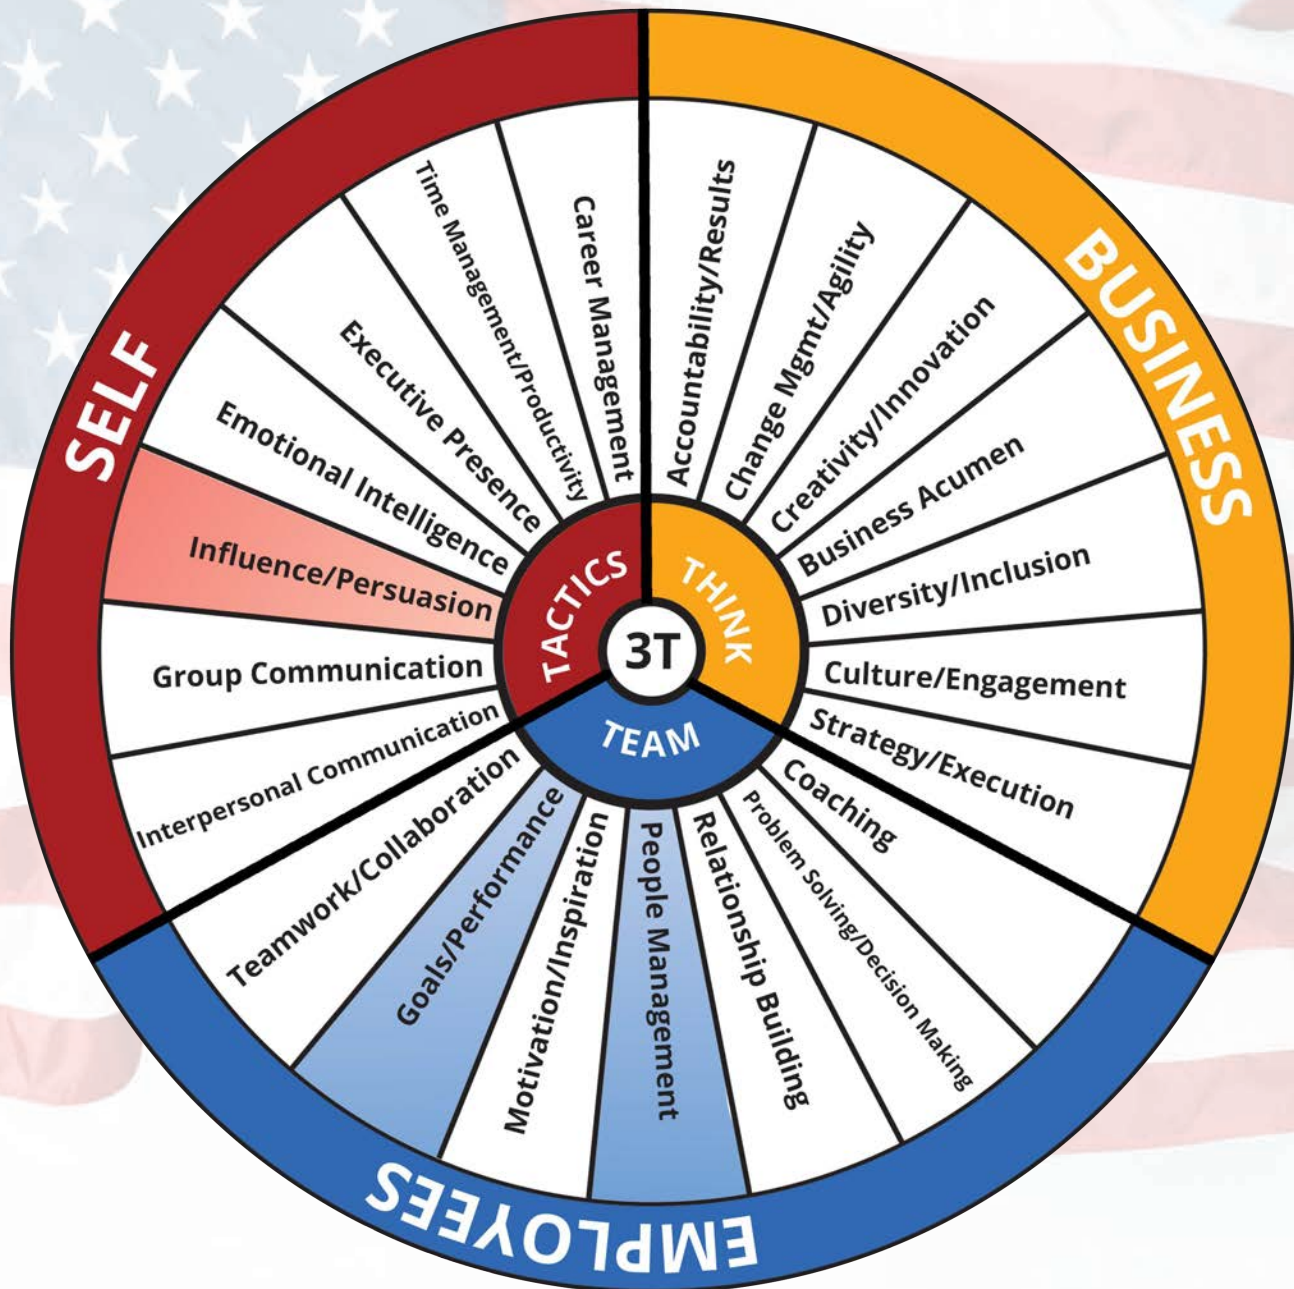 SELF
BUSINESS
EMPLOYEES
TACTICS
THINK
TEAM
3T
Accountability/Results
Change Mgmt/Agility
Creativity/Innovation
Business Acumen
Diversity/Inclusion
Culture/Engagement
Strategy/Execution
Coaching
Problem Solving/Decision Making
Relationship Building
People Management
Motivation/Inspiration
Goals/Performance
Teamwork/Collaboration
Interpersonal Communication
Group Communication
Influence/Persuasion
Emotional Intelligence
Executive Presence
Time Management/Productivity
Career Management